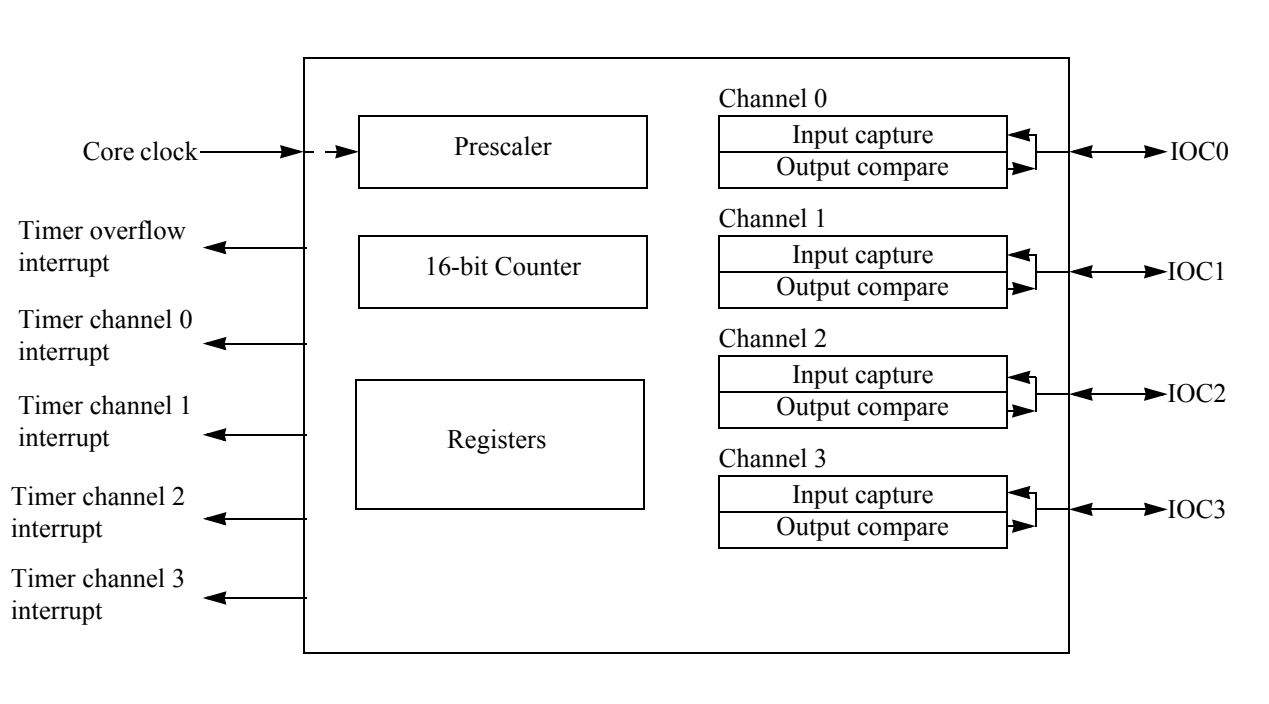 Channel 0
Input capture
Output compare
Prescaler
Core clock
IOC0
Channel 1
Input capture
Output compare
16-bit Counter
Timer overflow
interrupt
IOC1
Timer channel 0
interrupt
Channel 2
Input capture
Output compare
IOC2
Timer channel 1
interrupt
Registers
Channel 3
Input capture
Output compare
IOC3
Timer channel 2
interrupt
Timer channel 3
interrupt